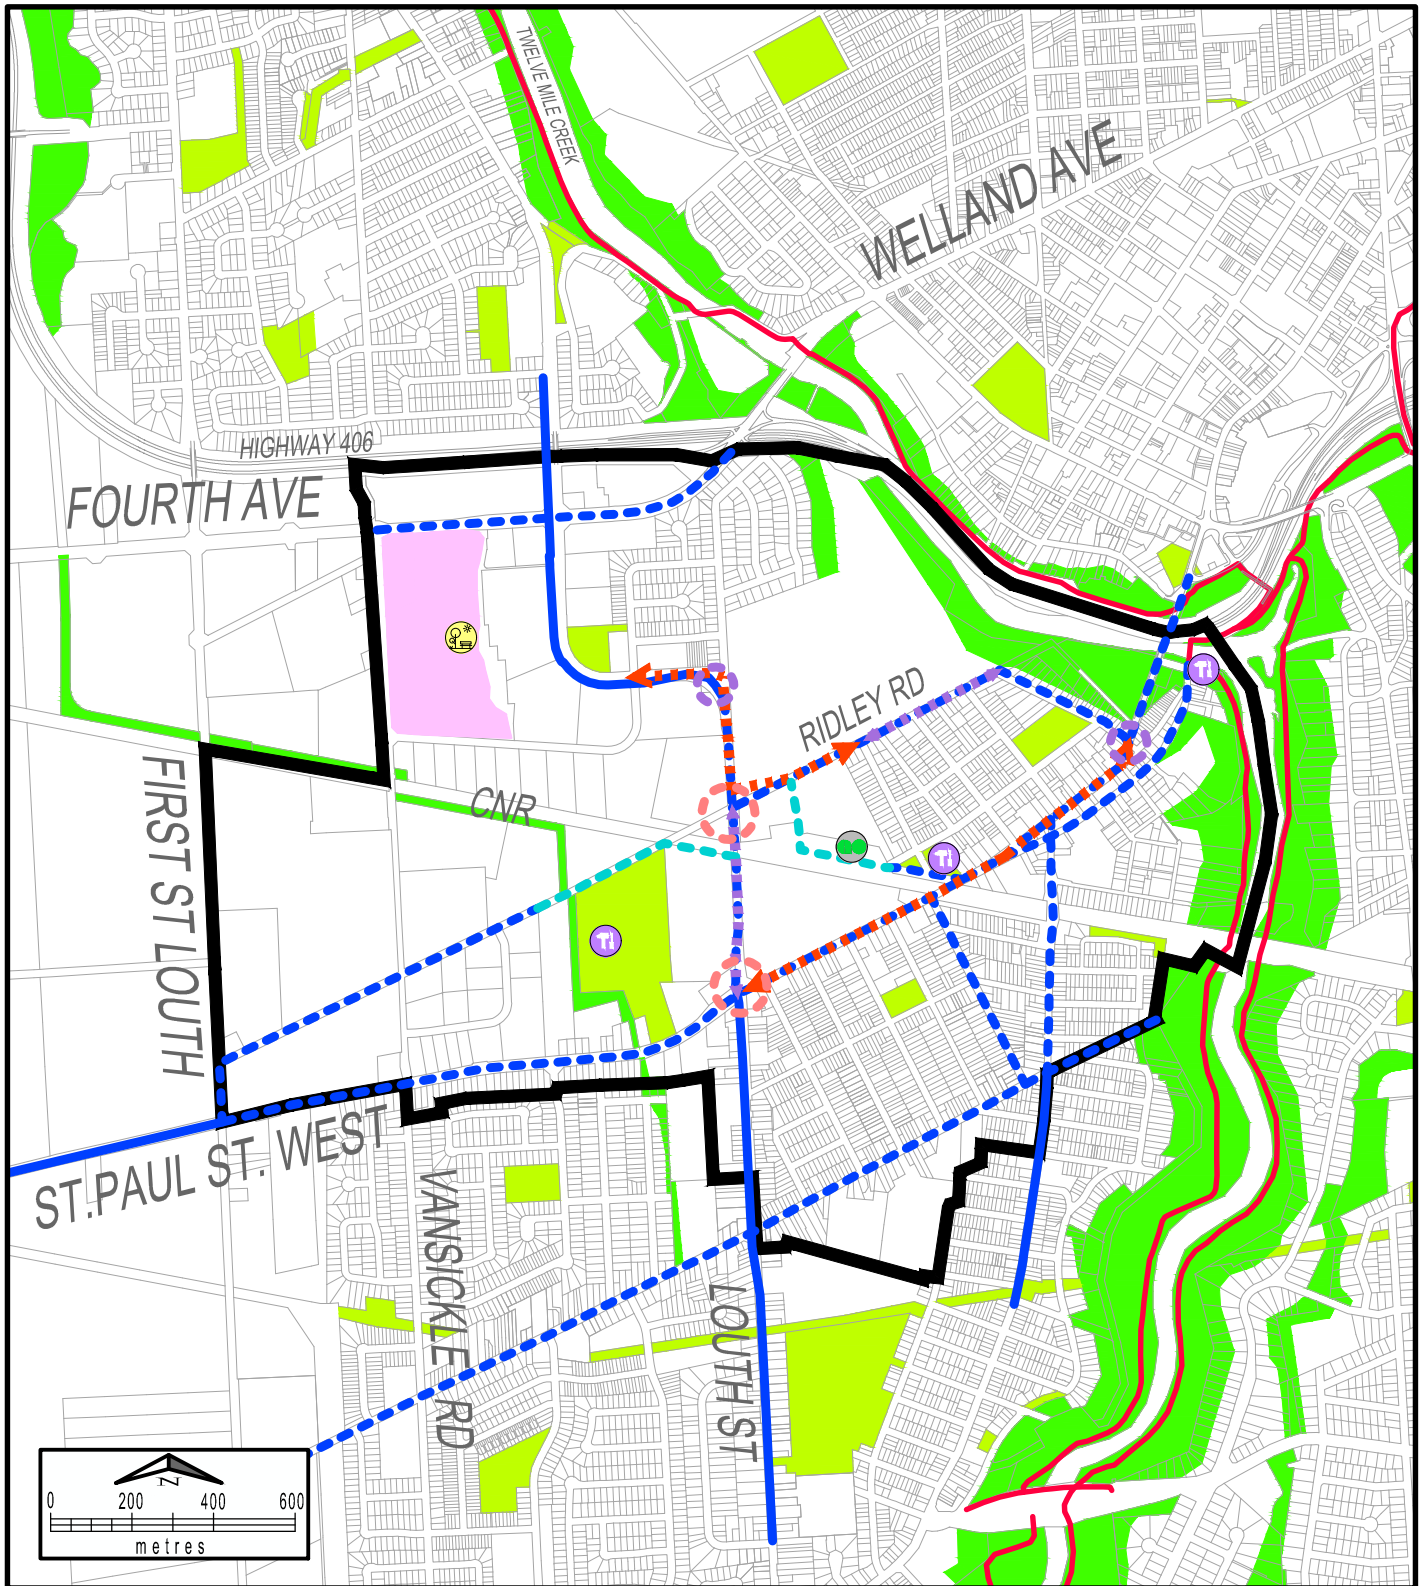 TWELVE MILE CREEK
WELLAND AVE
HIGHWAY 406
FOURTH AVE
RIDLEY RD
FIRST ST LOUTH
CNR
ST.PAUL ST. WEST
VANSICKLE RD
LOUTH ST
N
0 200 400 600
metres